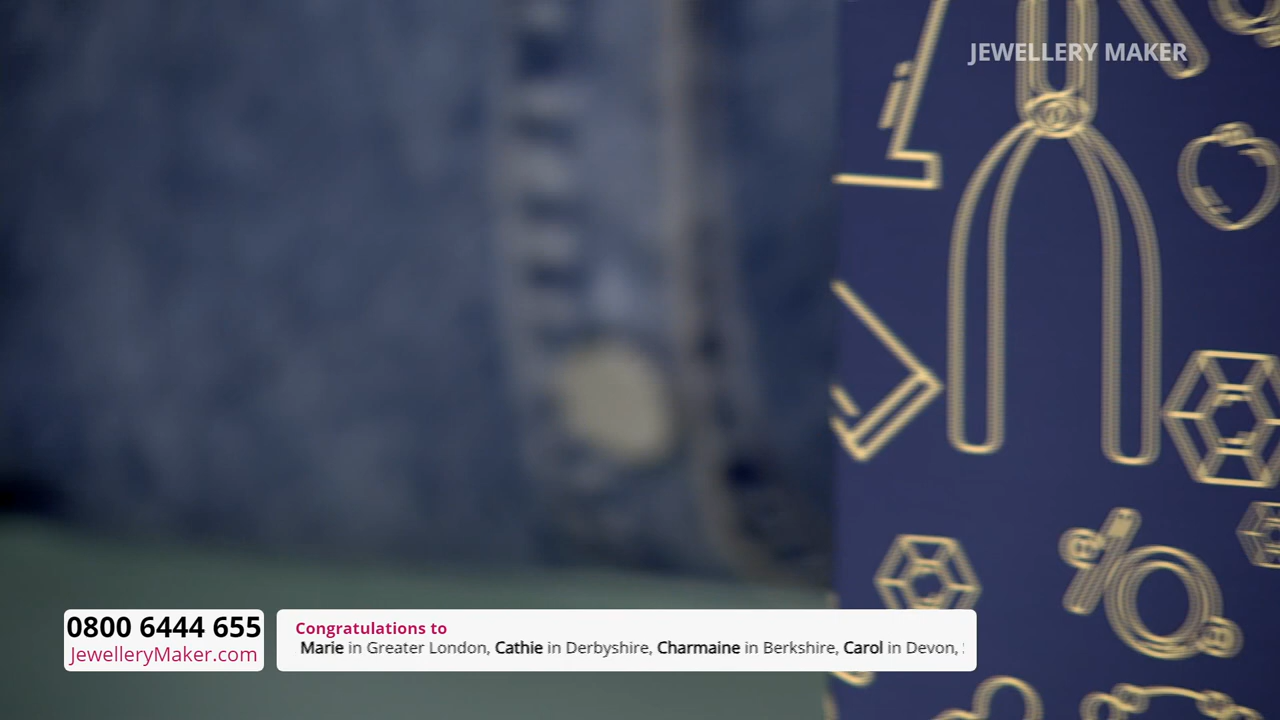 JEWELLERY MAKER
0800 6444 655
JewelleryMaker.com
Congratulations to
Marie in Greater London, Cathie in Derbyshire, Charmaine in Berkshire, Carol in Devon,